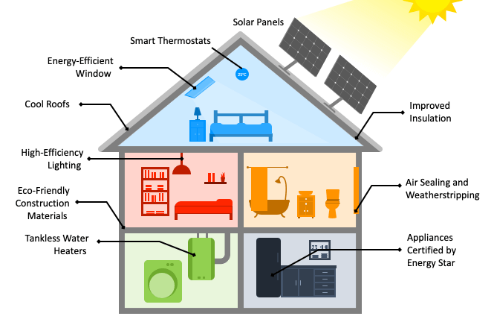 Solar Panels
Smart Thermostats
Energy-Efficient
Window
Cool Roofs
Improved
Insulation
High-Efficiency
Lighting
Eco-Friendly
Construction
Materials
Air Sealing and
Weatherstripping
Tankless Water
Heaters
Appliances
Certified by
Energy Star